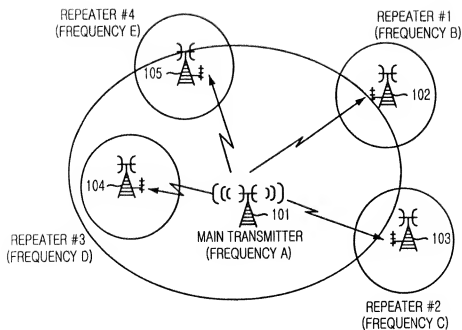 REPEATER #4
(FREQUENCY E)
REPEATER #1
(FREQUENCY B)
105
102
104
101
MAIN TRANSMITTER
(FREQUENCY A)
103
REPEATER #3
(FREQUENCY D)
REPEATER #2
(FREQUENCY C)